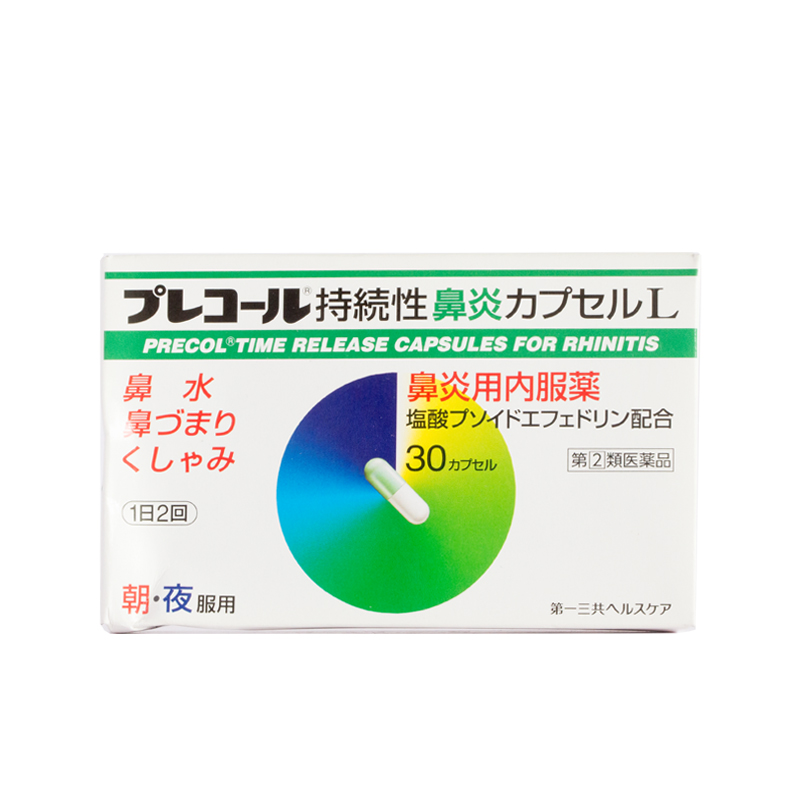 プレコール®持続性鼻炎カプセルL
PRECOL®TIME RELEASE CAPSULES FOR RHINITIS
鼻水
鼻づまり
くしゃみ
1日2回
朝・夜服用
鼻炎用内服薬
塩酸プソイドエフェドリン配合
30カプセル
第②類医薬品
第一三共ヘルスケア